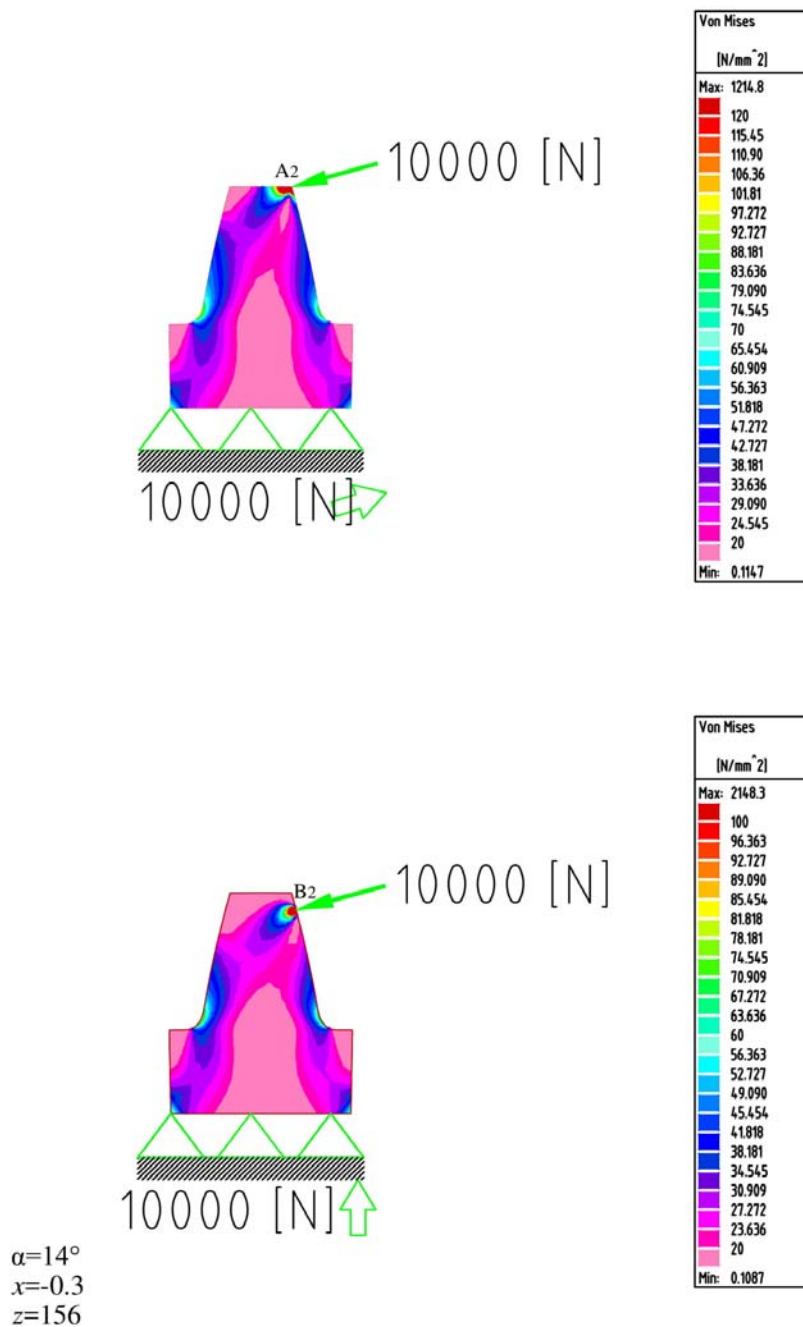 Von Mises
[N/mm^2]
Max: 1214.8
120
115.45
110.90
106.36
101.81
97.272
92.727
88.181
83.636
79.090
74.545
70
65.454
60.909
56.363
51.818
47.272
42.727
38.181
33.636
29.090
24.545
20
Min: 0.1147
10000 [N]
A2
10000 [N]
Von Mises
[N/mm^2]
Max: 2148.3
100
96.363
92.727
89.090
85.454
81.818
78.181
74.545
70.909
67.272
63.636
60
56.363
52.727
49.090
45.454
41.818
38.181
34.545
30.909
27.272
23.636
20
Min: 0.1087
10000 [N]
B2
10000 [N]
α=14°
x=-0.3
z=156